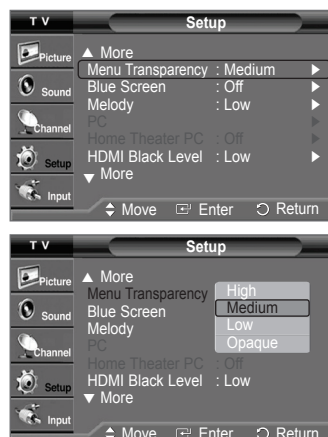 T V
Setup
Picture
Sound
Channel
Setup
Input
▲ More
Menu Transparency : Medium ►
Blue Screen : Off ►
Melody : Low ►
PC ►
Home Theater PC : Off ►
HDMI Black Level : Low ►
▼ More
Move Enter Return
T V
Setup
Picture
Sound
Channel
Setup
Input
▲ More
Menu Transparency
Blue Screen
Melody
PC
Home Theater PC : Off
HDMI Black Level : Low
▼ More
High
Medium
Low
Opaque
Move Enter Return